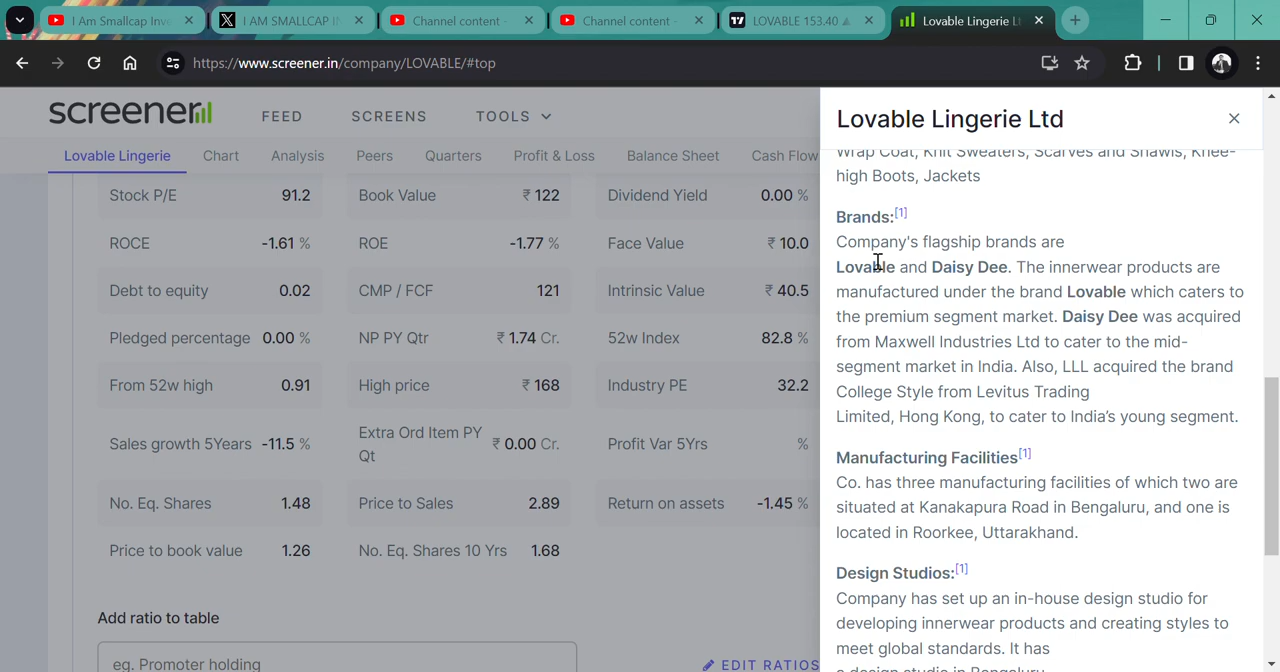 I Am Smallcap Inve
I AM SMALLCAP IN
Channel content -
Channel content -
LOVABLE 153.40
Lovable Lingerie Lt
https://www.screener.in/company/LOVABLE/#top
screener
FEED
SCREENS
TOOLS
Lovable Lingerie
Chart
Analysis
Peers
Quarters
Profit & Loss
Balance Sheet
Cash Flow
Stock P/E 91.2
Book Value ₹ 122
Dividend Yield 0.00 %
ROCE -1.61 %
ROE -1.77 %
Face Value ₹ 10.0
Debt to equity 0.02
CMP / FCF 121
Intrinsic Value ₹ 40.5
Pledged percentage 0.00 %
NP PY Qtr ₹ 1.74 Cr.
52w Index 82.8 %
From 52w high 0.91
High price ₹ 168
Industry PE 32.2
Sales growth 5Years -11.5 %
Extra Ord Item PY
Qt ₹ 0.00 Cr.
Profit Var 5Yrs %
No. Eq. Shares 1.48
Price to Sales 2.89
Return on assets -1.45 %
Price to book value 1.26
No. Eq. Shares 10 Yrs 1.68
Add ratio to table
eg. Promoter holding
EDIT RATIOS
Lovable Lingerie Ltd
Wrap Coat, Knit Sweaters, Scarves and Shawls, Knee-
high Boots, Jackets
Brands:[1]
Company's flagship brands are
Lovable and Daisy Dee. The innerwear products are
manufactured under the brand Lovable which caters to
the premium segment market. Daisy Dee was acquired
from Maxwell Industries Ltd to cater to the mid-
segment market in India. Also, LLL acquired the brand
College Style from Levitus Trading
Limited, Hong Kong, to cater to India's young segment.
Manufacturing Facilities[1]
Co. has three manufacturing facilities of which two are
situated at Kanakapura Road in Bengaluru, and one is
located in Roorkee, Uttarakhand.
Design Studios:[1]
Company has set up an in-house design studio for
developing innerwear products and creating styles to
meet global standards. It has
a design studio in Bengaluru